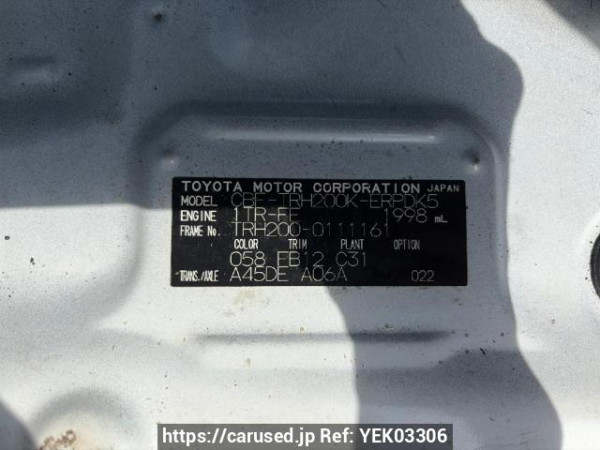 TOYOTA MOTOR CORPORATION JAPAN
MODEL CBF-TRH200K-ERPDK5
ENGINE 1TR-FE 1998 mL
FRAME No. TRH200-0111161
COLOR TRIM PLANT OPTION
058 FB12 C31
TRANS./AXLE A45DE A06A 022
https://carused.jp Ref: YEK03306